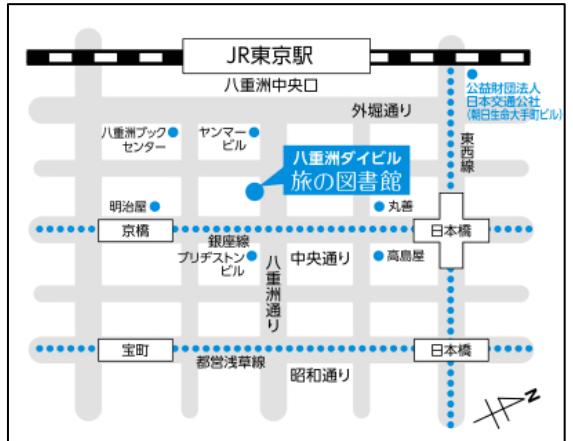 JR東京駅
八重洲中央口
公益財団法人
日本交通公社
(朝日生命大手町ビル)
外堀通り
八重洲ブック
センター
ヤンマー
ビル
東西線
八重洲ダイビル
旅の図書館
明治屋
丸善
京橋
日本橋
銀座線
ブリヂストン
ビル
八重洲通り
中央通り
高島屋
宝町
日本橋
都営浅草線
昭和通り
N